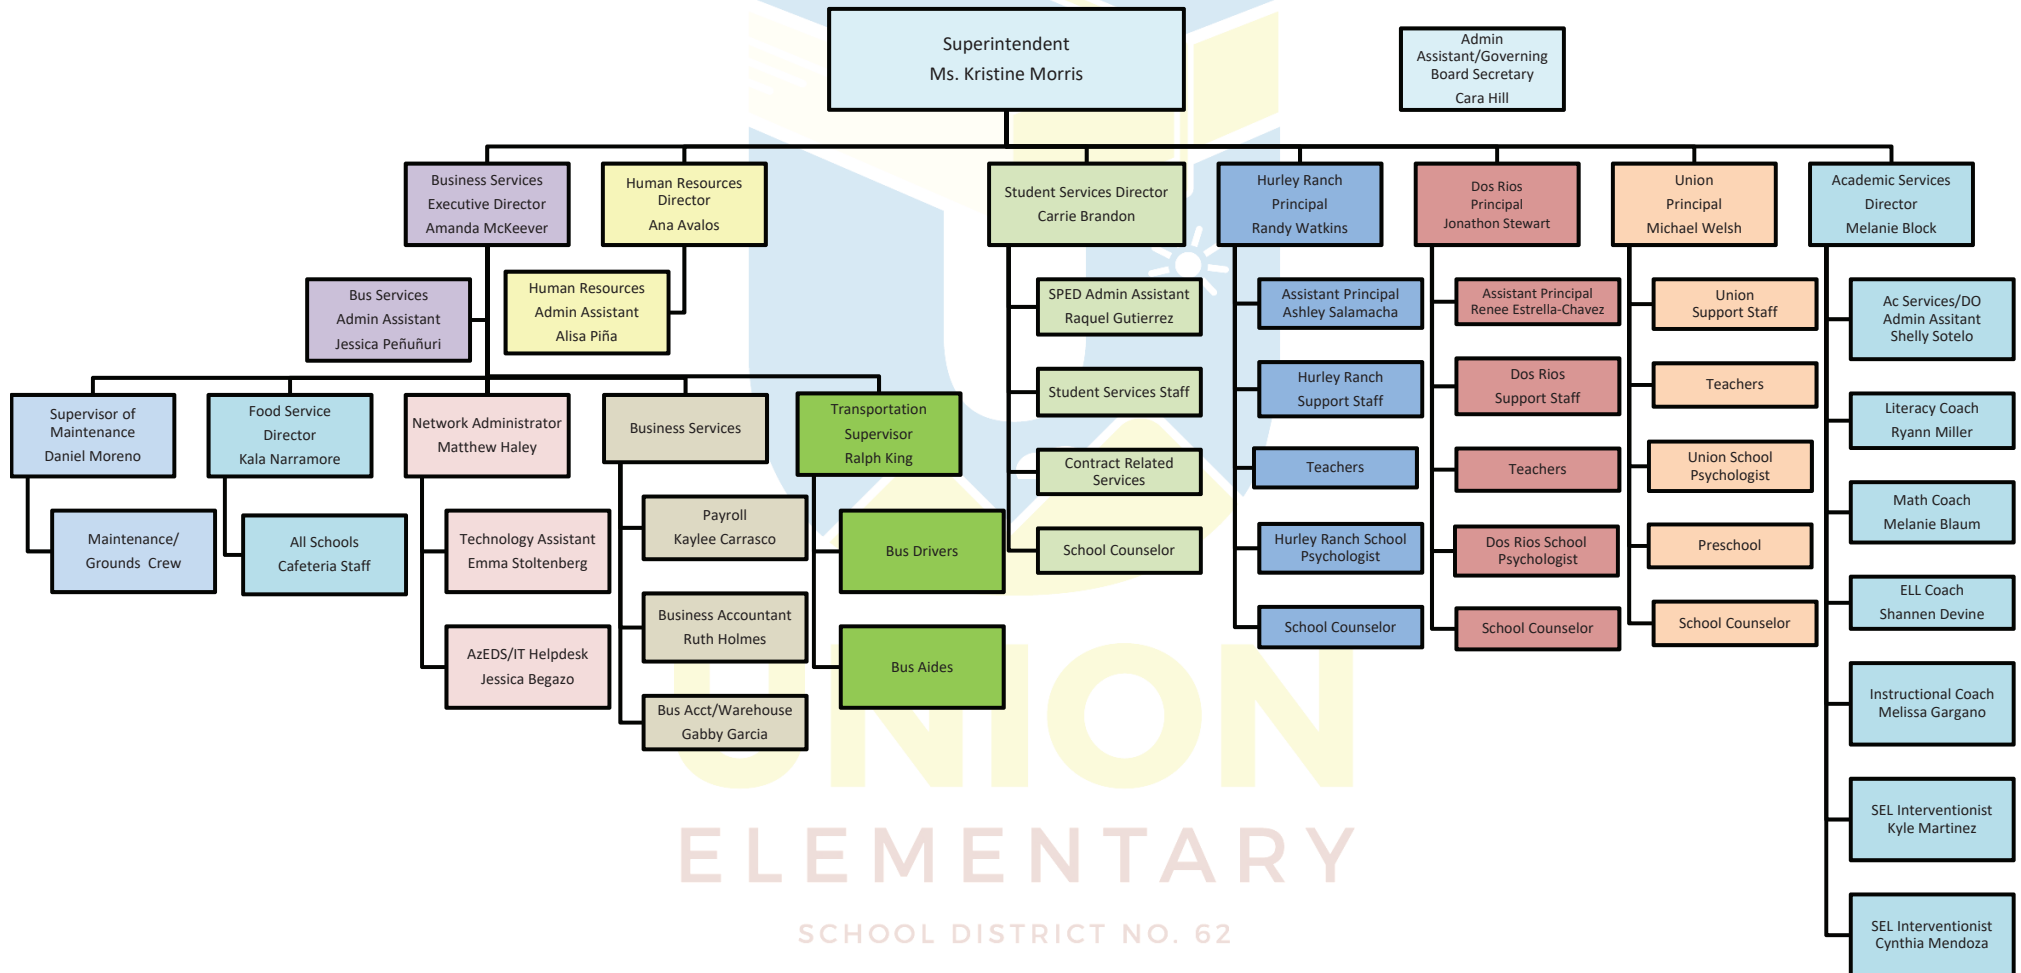 Superintendent
Ms. Kristine Morris
Admin
Assistant/Governing
Board Secretary
Cara Hill
Business Services
Executive Director
Amanda McKeever
Human Resources
Director
Ana Avalos
Student Services Director
Carrie Brandon
Hurley Ranch
Principal
Randy Watkins
Dos Rios
Principal
Jonathon Stewart
Union
Principal
Michael Welsh
Academic Services
Director
Melanie Block
Bus Services
Admin Assistant
Jessica Peñuñuri
Human Resources
Admin Assistant
Alisa Piña
Supervisor of
Maintenance
Daniel Moreno
Food Service
Director
Kala Narramore
Network Administrator
Matthew Haley
Business Services
Transportation
Supervisor
Ralph King
Maintenance/
Grounds Crew
All Schools
Cafeteria Staff
Technology Assistant
Emma Stoltenberg
AzEDS/IT Helpdesk
Jessica Begazo
Payroll
Kaylee Carrasco
Business Accountant
Ruth Holmes
Bus Acct/Warehouse
Gabby Garcia
Bus Drivers
Bus Aides
SPED Admin Assistant
Raquel Gutierrez
Student Services Staff
Contract Related
Services
School Counselor
Assistant Principal
Ashley Salamacha
Hurley Ranch
Support Staff
Teachers
Hurley Ranch School
Psychologist
School Counselor
Assistant Principal
Renee Estrella-Chavez
Dos Rios
Support Staff
Teachers
Dos Rios School
Psychologist
School Counselor
Union
Support Staff
Teachers
Union School
Psychologist
Preschool
School Counselor
Ac Services/DO
Admin Assitant
Shelly Sotelo
Literacy Coach
Ryann Miller
Math Coach
Melanie Blaum
ELL Coach
Shannen Devine
Instructional Coach
Melissa Gargano
SEL Interventionist
Kyle Martinez
SEL Interventionist
Cynthia Mendoza
UNION
ELEMENTARY
SCHOOL DISTRICT NO. 62